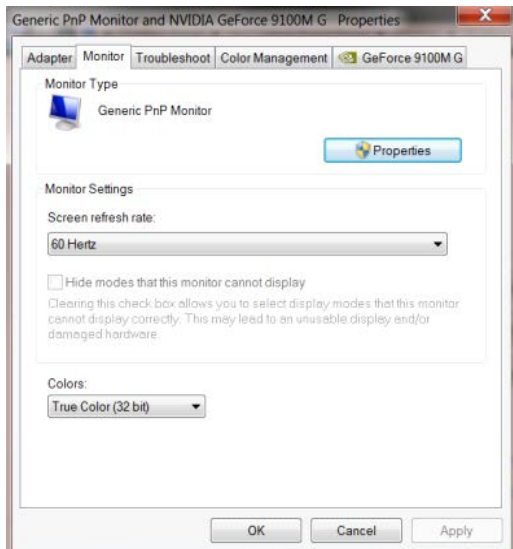 Generic PnP Monitor and NVIDIA GeForce 9100M G Properties
X
Adapter Monitor Troubleshoot Color Management GeForce 9100M G
Monitor Type
Generic PnP Monitor
Properties
Monitor Settings
Screen refresh rate:
60 Hertz
Hide modes that this monitor cannot display
Clearing this check box allows you to select display modes that this monitor
cannot display correctly. This may lead to an unusable display and/or
damaged hardware.
Colors:
True Color (32 bit)
OK Cancel Apply